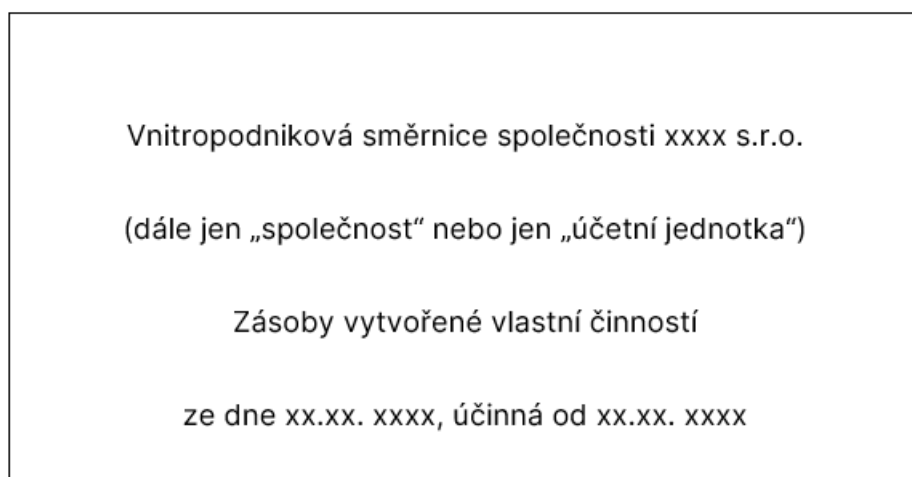 Vnitropodniková směrnice společnosti xxxx s.r.o.
(dále jen „společnost“ nebo jen „účetní jednotka“)
Zásoby vytvořené vlastní činností
ze dne xx.xx. xxxx, účinná od xx.xx. xxxx